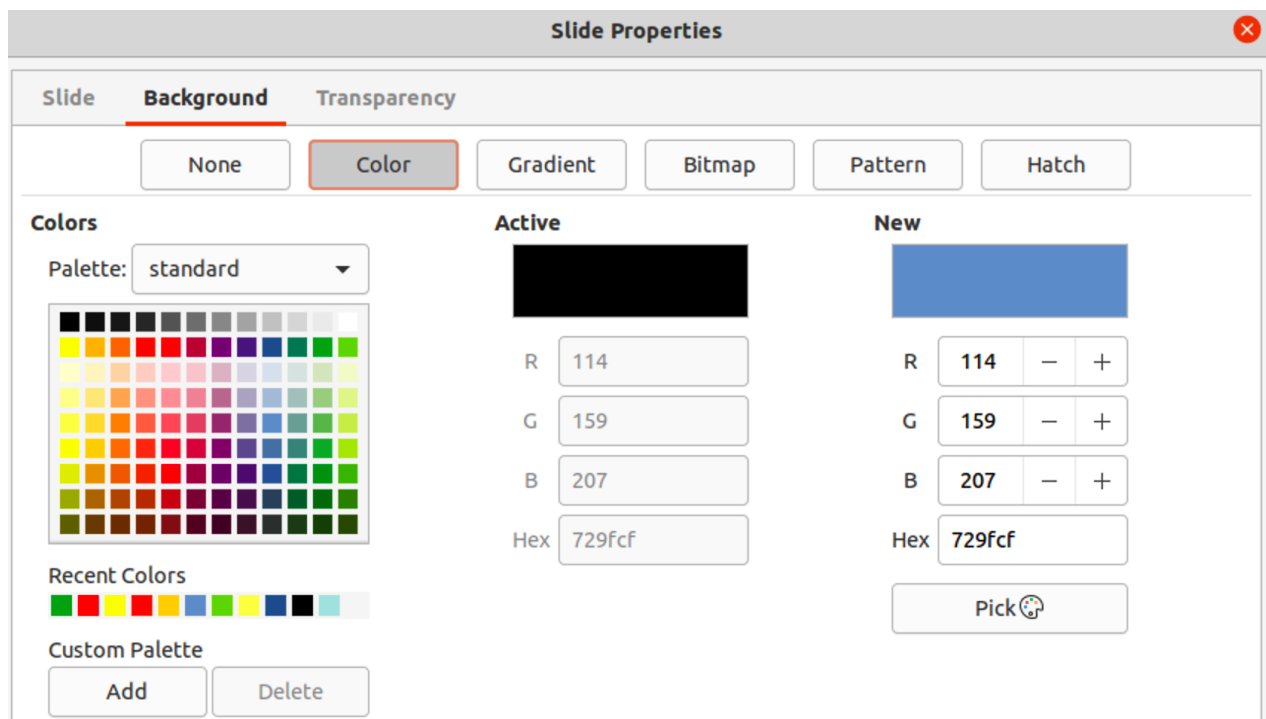 Slide Properties
Slide Background Transparency
None Color Gradient Bitmap Pattern Hatch
Colors Active New
Palette: standard
R 114 R 114 − +
G 159 G 159 − +
B 207 B 207 − +
Hex 729fcf Hex 729fcf
Recent Colors
Pick
Custom Palette
Add Delete